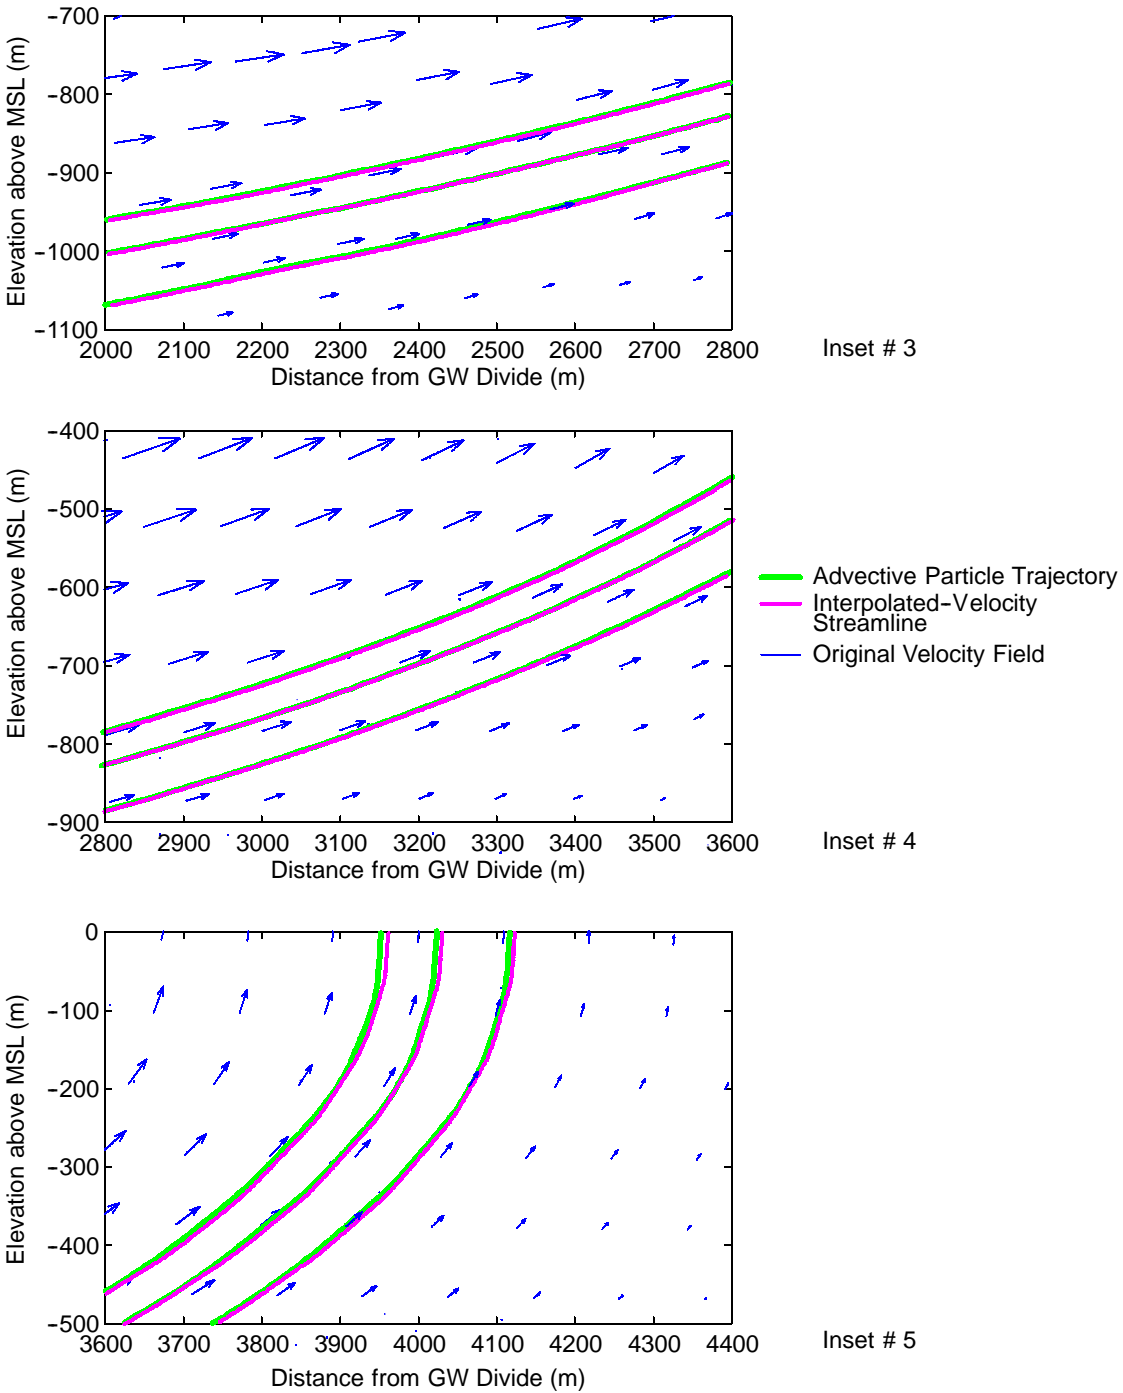 -700
-800
-900
-1000
-1100
Elevation above MSL (m)
2000 2100 2200 2300 2400 2500 2600 2700 2800
Distance from GW Divide (m)
Inset # 3
-400
-500
-600
-700
-800
-900
Elevation above MSL (m)
2800 2900 3000 3100 3200 3300 3400 3500 3600
Distance from GW Divide (m)
Advective Particle Trajectory
Interpolated-Velocity
Streamline
Original Velocity Field
Inset # 4
0
-100
-200
-300
-400
-500
Elevation above MSL (m)
3600 3700 3800 3900 4000 4100 4200 4300 4400
Distance from GW Divide (m)
Inset # 5